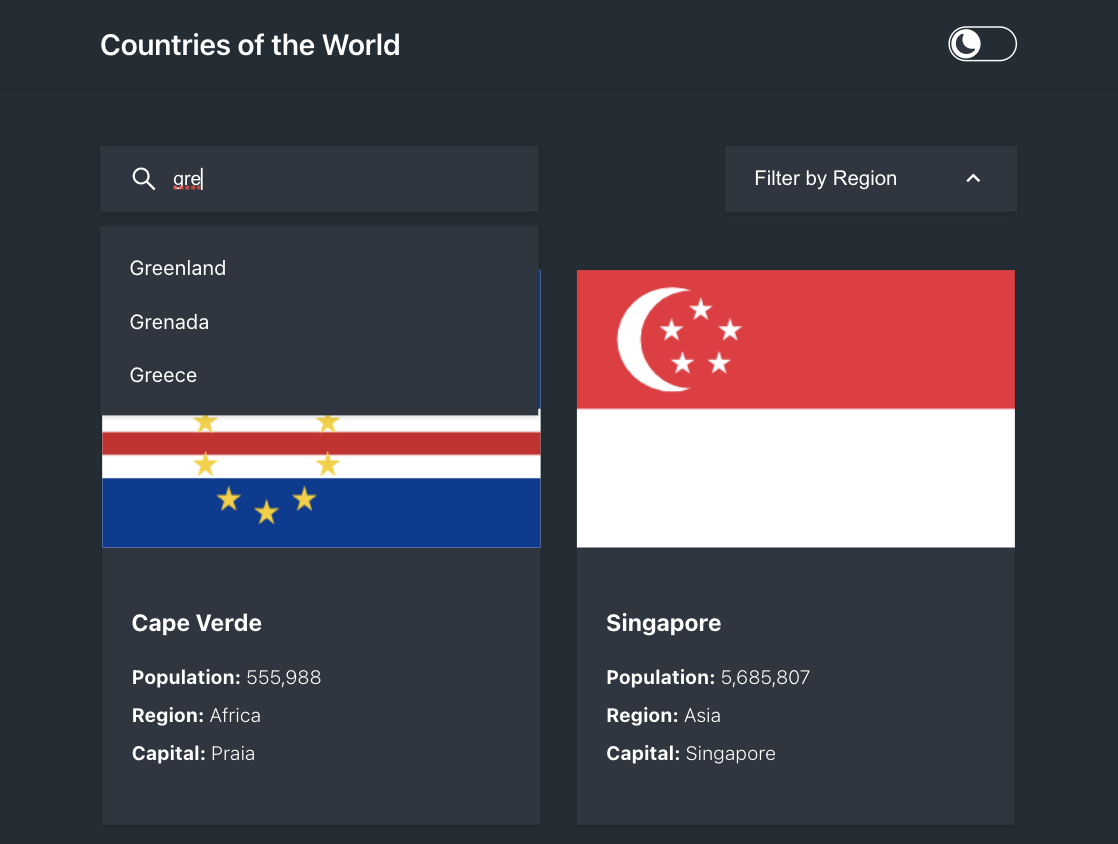 Countries of the World
gre
Filter by Region
Greenland
Grenada
Greece
Cape Verde
Population: 555,988
Region: Africa
Capital: Praia
Singapore
Population: 5,685,807
Region: Asia
Capital: Singapore